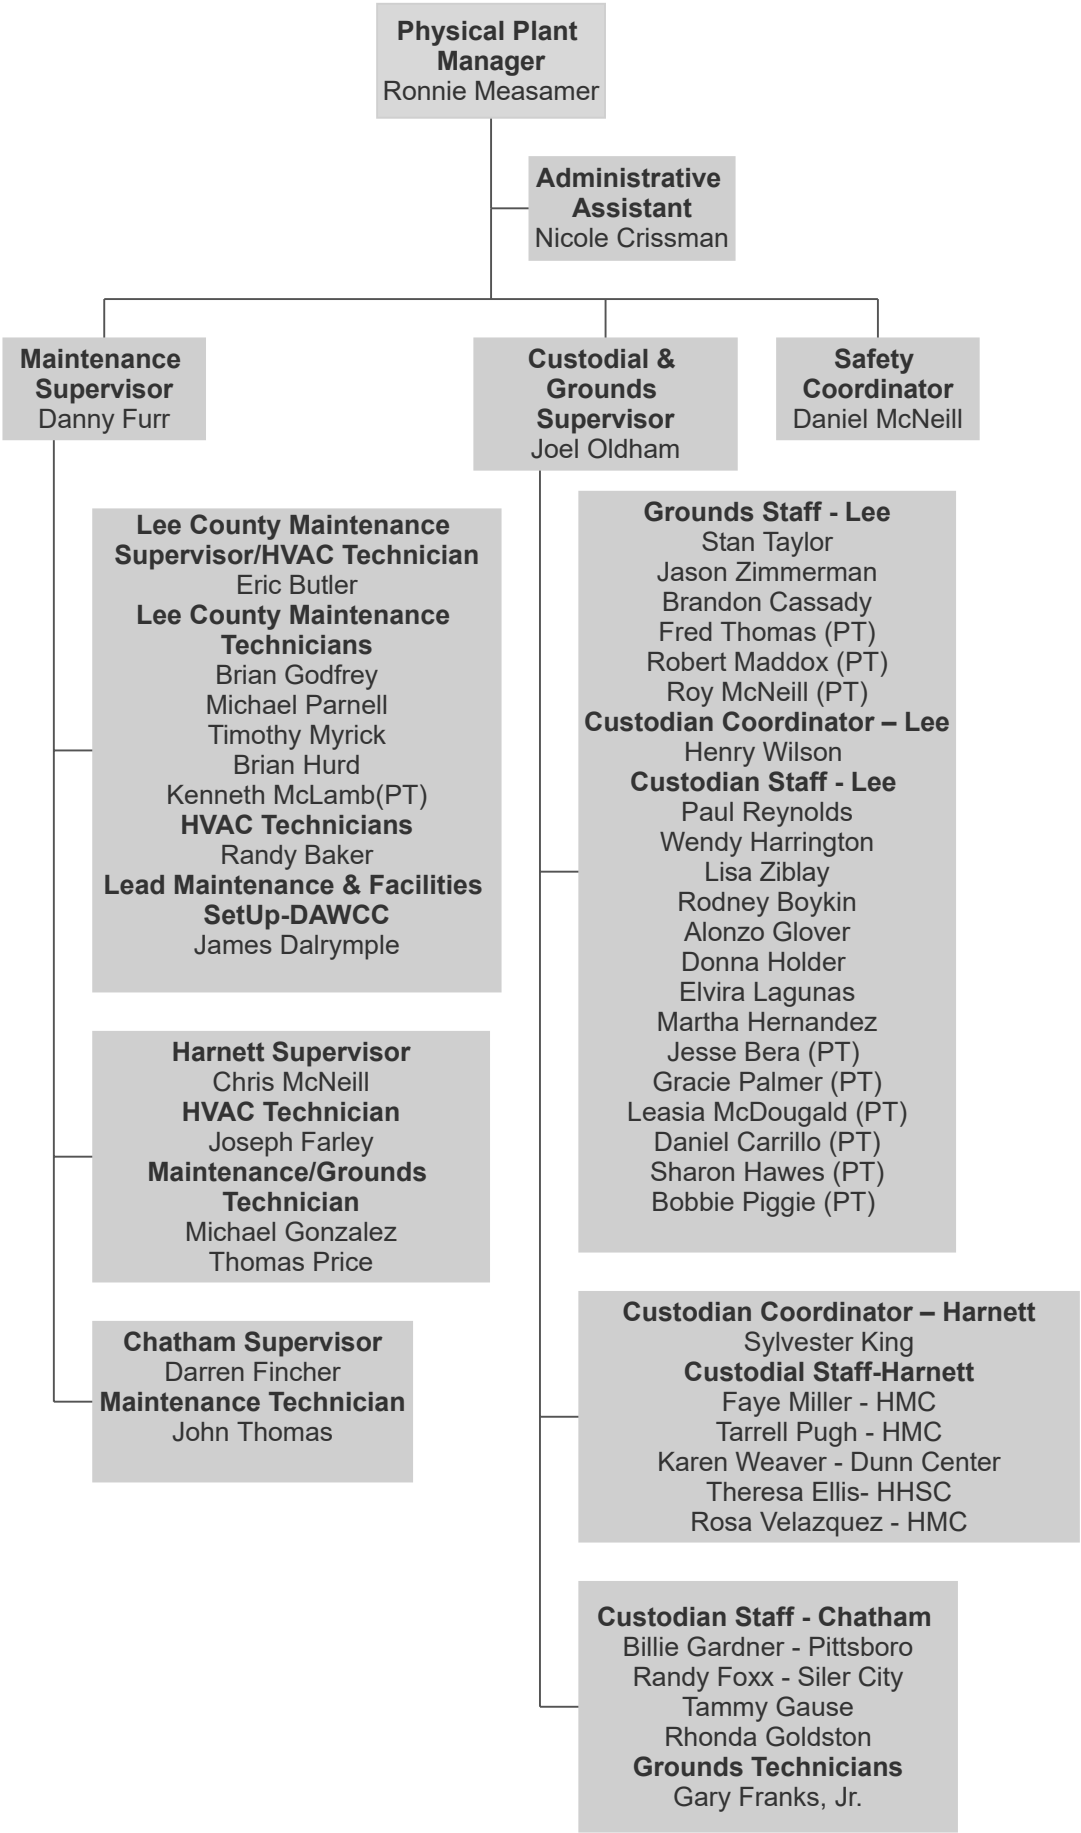 Physical Plant
Manager
Ronnie Measamer
Administrative
Assistant
Nicole Crissman
Maintenance
Supervisor
Danny Furr
Custodial &
Grounds
Supervisor
Joel Oldham
Safety
Coordinator
Daniel McNeill
Lee County Maintenance
Supervisor/HVAC Technician
Eric Butler
Lee County Maintenance
Technicians
Brian Godfrey
Michael Parnell
Timothy Myrick
Brian Hurd
Kenneth McLamb(PT)
HVAC Technicians
Randy Baker
Lead Maintenance & Facilities
SetUp-DAWCC
James Dalrymple
Harnett Supervisor
Chris McNeill
HVAC Technician
Joseph Farley
Maintenance/Grounds
Technician
Michael Gonzalez
Thomas Price
Chatham Supervisor
Darren Fincher
Maintenance Technician
John Thomas
Grounds Staff - Lee
Stan Taylor
Jason Zimmerman
Brandon Cassady
Fred Thomas (PT)
Robert Maddox (PT)
Roy McNeill (PT)
Custodian Coordinator – Lee
Henry Wilson
Custodian Staff - Lee
Paul Reynolds
Wendy Harrington
Lisa Ziblay
Rodney Boykin
Alonzo Glover
Donna Holder
Elvira Lagunas
Martha Hernandez
Jesse Bera (PT)
Gracie Palmer (PT)
Leasia McDougald (PT)
Daniel Carrillo (PT)
Sharon Hawes (PT)
Bobbie Piggie (PT)
Custodian Coordinator – Harnett
Sylvester King
Custodial Staff-Harnett
Faye Miller - HMC
Tarrell Pugh - HMC
Karen Weaver - Dunn Center
Theresa Ellis- HHSC
Rosa Velazquez - HMC
Custodian Staff - Chatham
Billie Gardner - Pittsboro
Randy Foxx - Siler City
Tammy Gause
Rhonda Goldston
Grounds Technicians
Gary Franks, Jr.